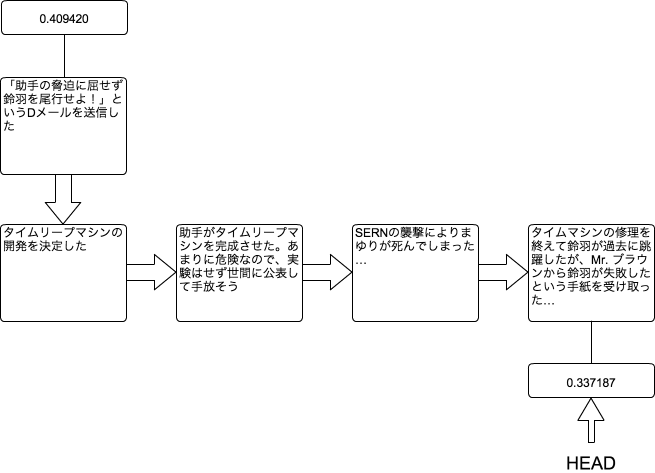 0.409420
「助手の脅迫に屈せず
鈴羽を尾行せよ！」と
いうDメールを送信し
た
タイムリープマシンの
開発を決定した
助手がタイムリープマ
シンを完成させた。あ
まりに危険なので、実
験はせず世間に公表し
て手放そう
SERNの襲撃によりま
ゆりが死んでしまった
…
タイムマシンの修理を
終えて鈴羽が過去に跳
躍したが、Mr. ブラウ
ンから鈴羽が失敗した
という手紙を受け取っ
た…
0.337187
HEAD